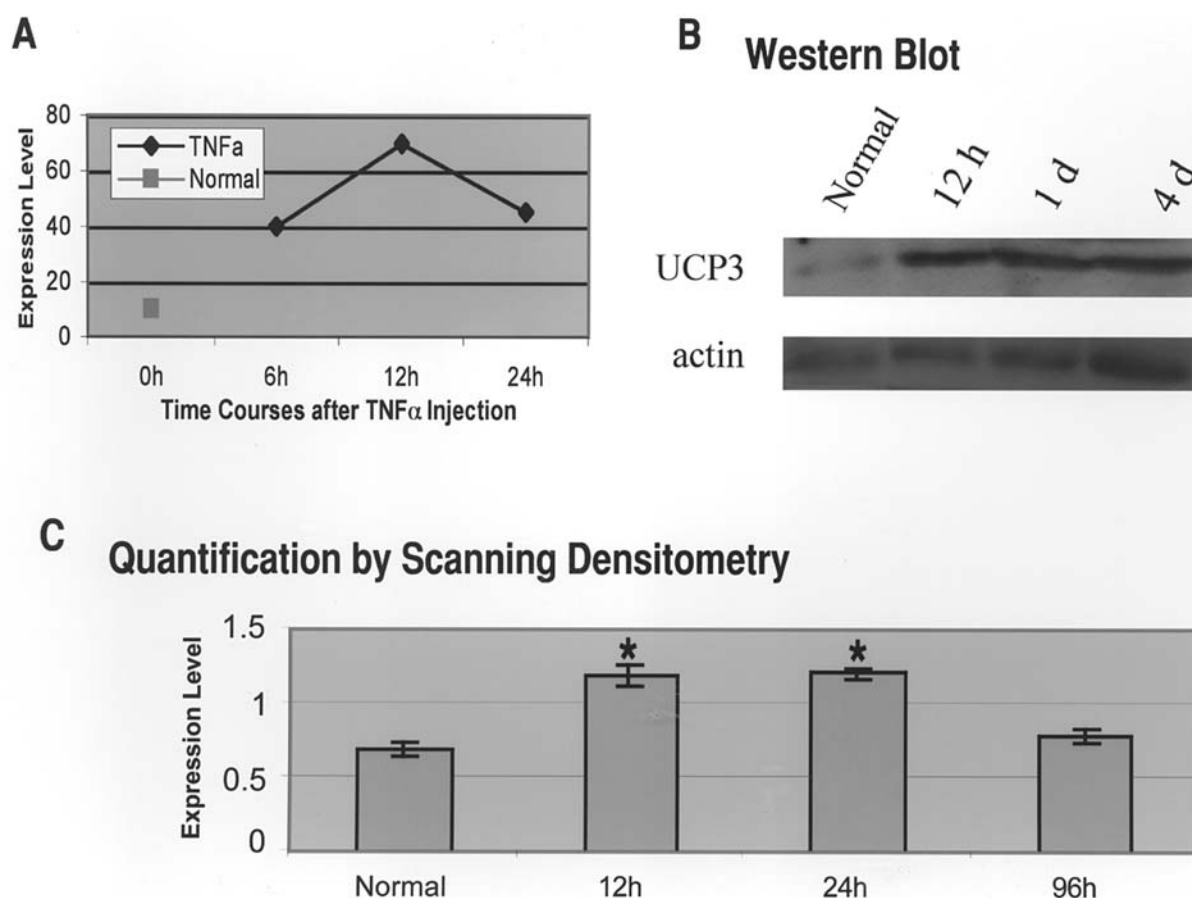 A
Expression Level
80
60
40
20
0
TNFa
Normal
0h 6h 12h 24h
Time Courses after TNFα Injection
B
Western Blot
Normal 12 h 1 d 4 d
UCP3
actin
C
Quantification by Scanning Densitometry
Expression Level
1.5
1
0.5
0
* *
Normal 12h 24h 96h